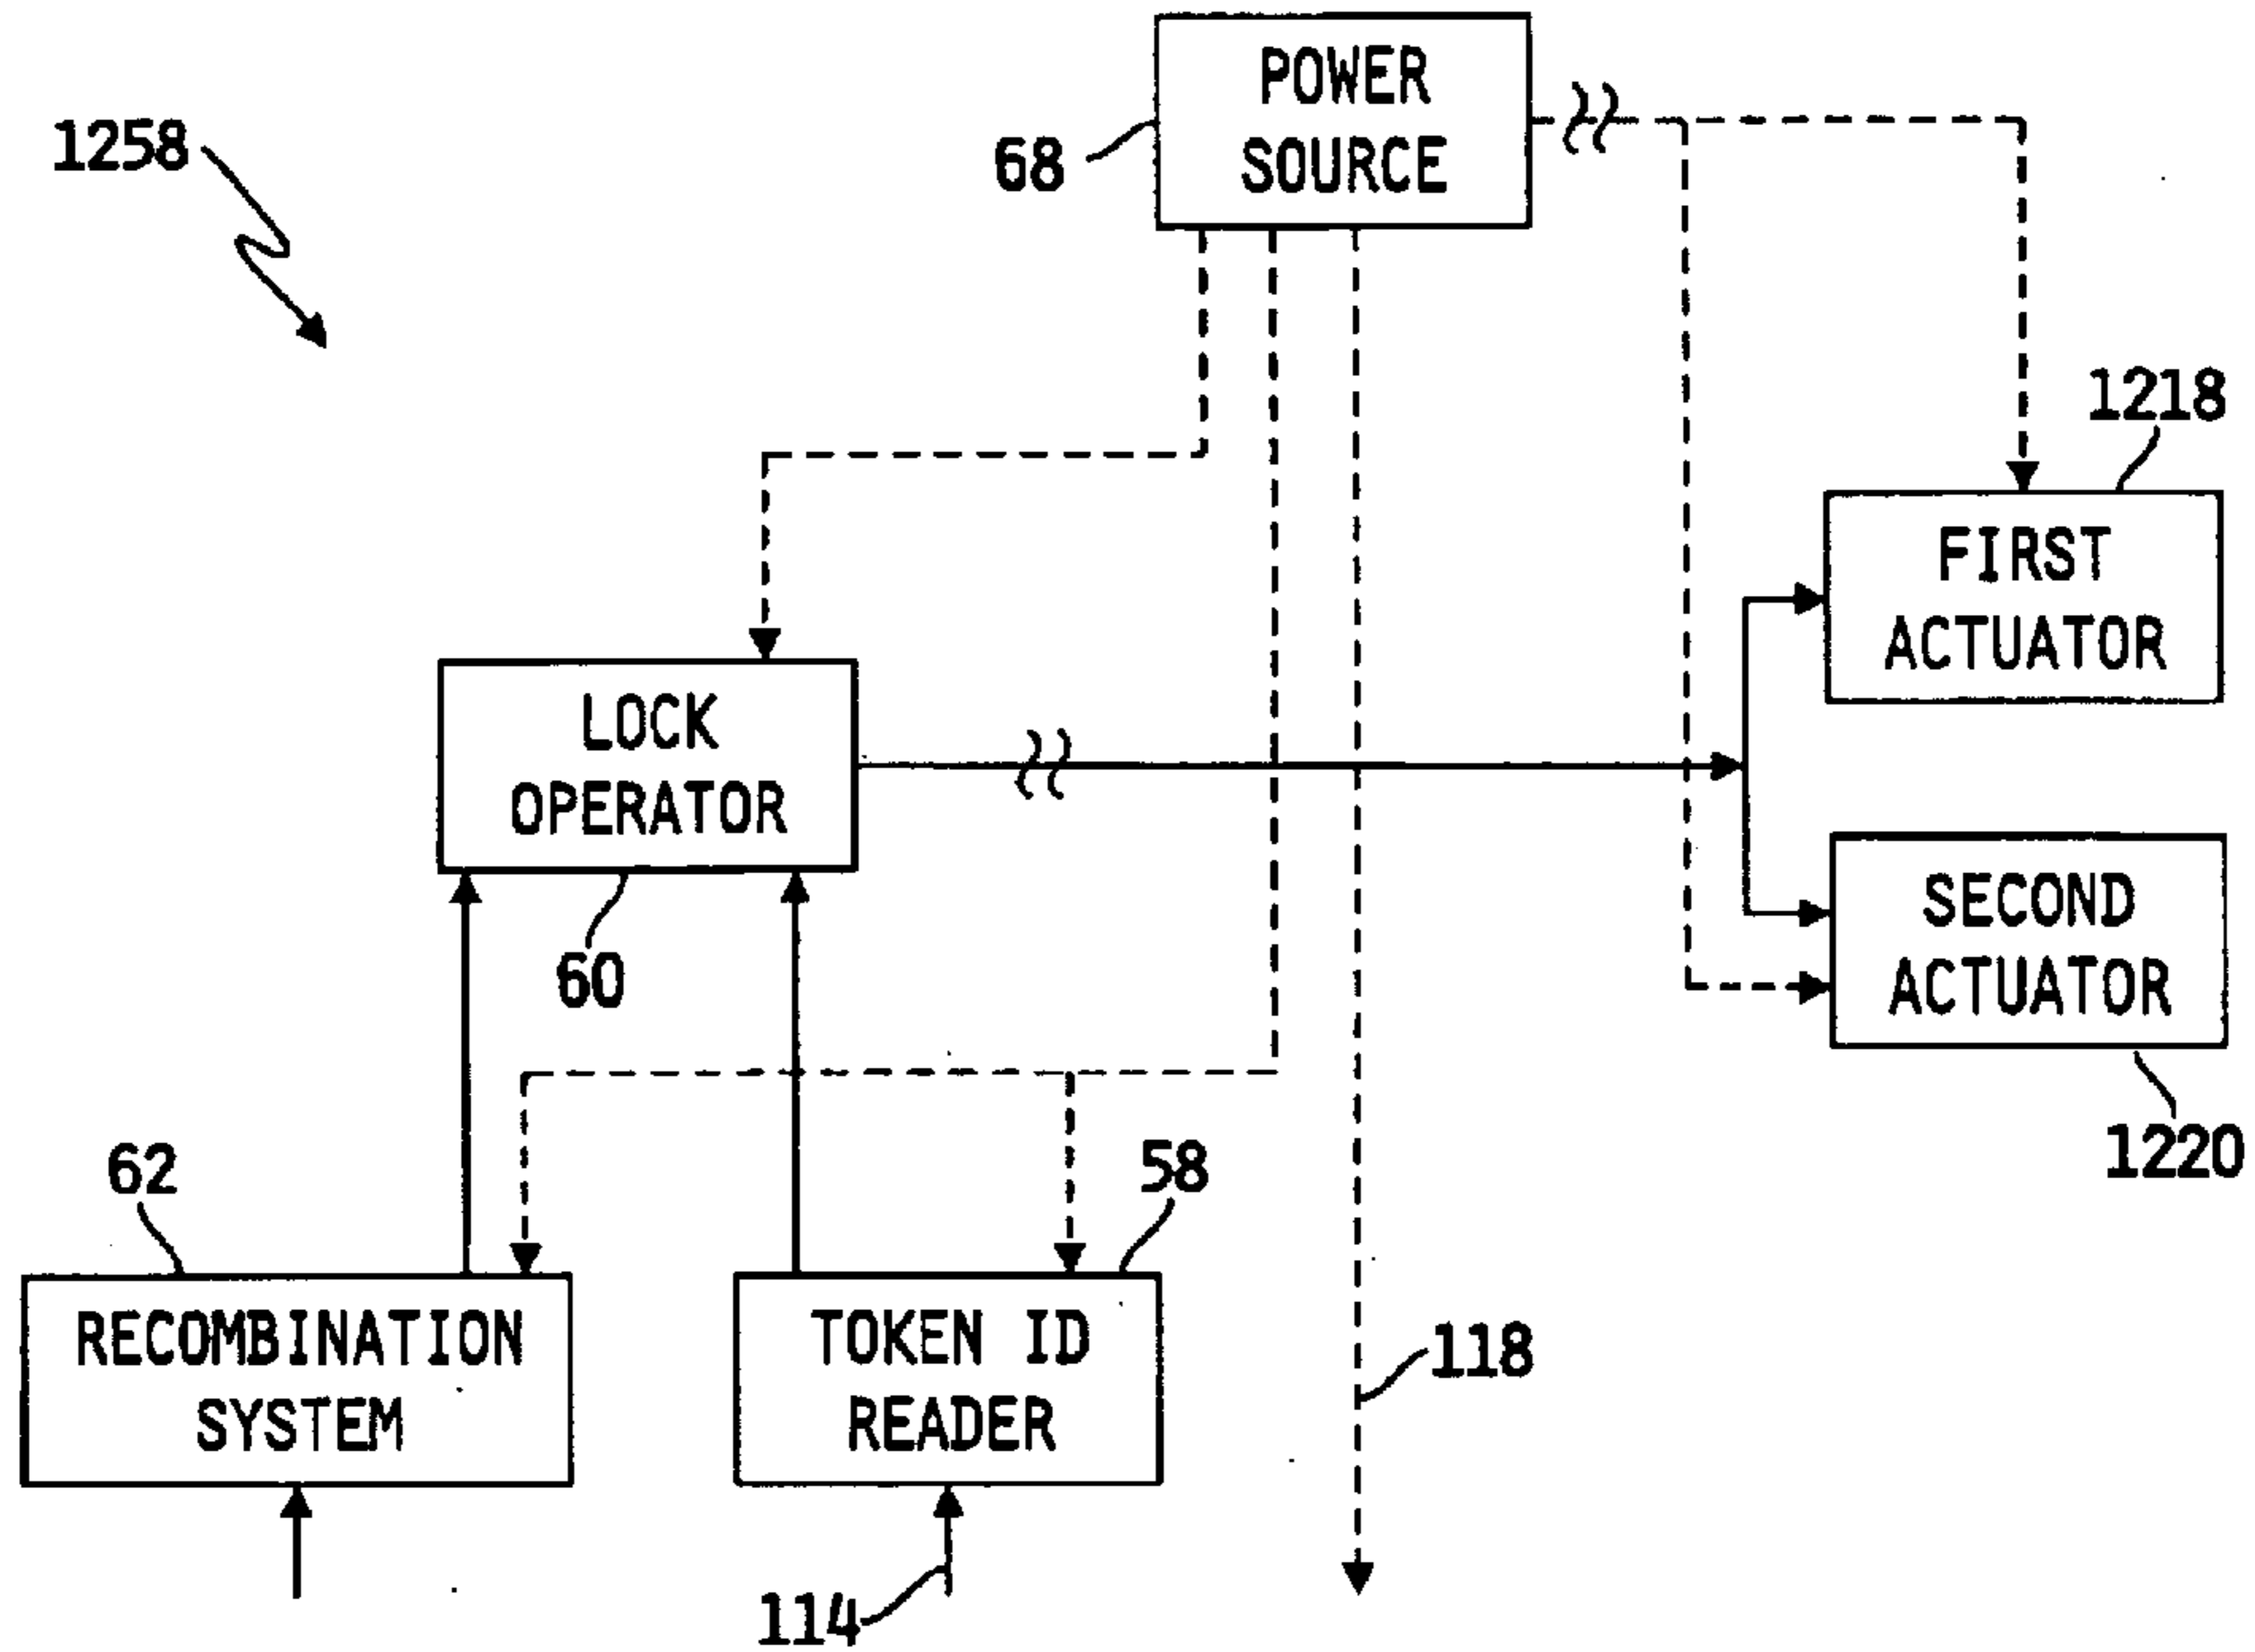 1258
POWER
SOURCE
68
1218
FIRST
ACTUATOR
LOCK
OPERATOR
60
SECOND
ACTUATOR
1220
62
58
RECOMBINATION
SYSTEM
TOKEN ID
READER
118
114